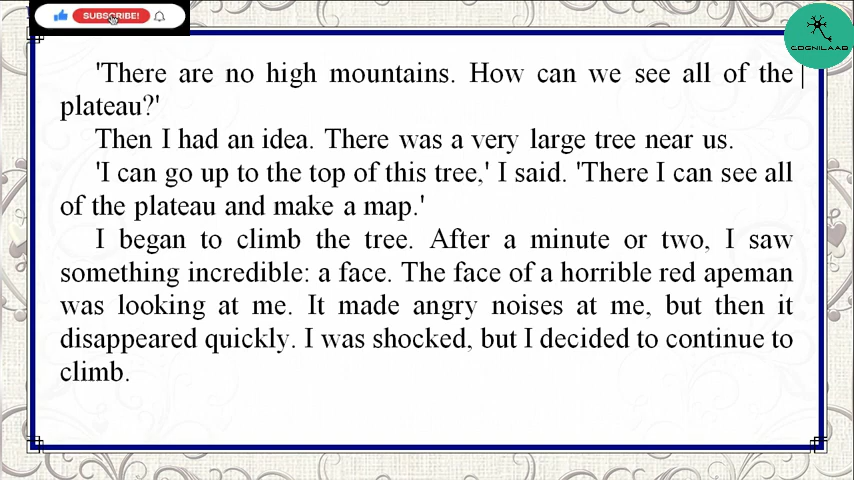 SUBSCRIBE!
COGNILAAB
'There are no high mountains. How can we see all of the
plateau?'
Then I had an idea. There was a very large tree near us.
'I can go up to the top of this tree,' I said. 'There I can see all
of the plateau and make a map.'
I began to climb the tree. After a minute or two, I saw
something incredible: a face. The face of a horrible red apeman
was looking at me. It made angry noises at me, but then it
disappeared quickly. I was shocked, but I decided to continue to
climb.